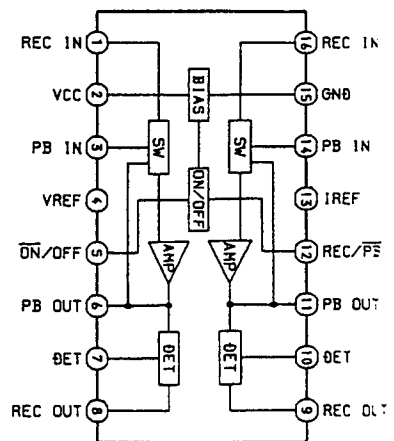 REC IN 1 16 REC IN
VCC 2 BIAS 15 GND
PB IN 3 SW SW 14 PB IN
VREF 4 ON/OFF 13 IREF
ON/OFF 5 12 REC/PB
AMP AMP
PB OUT 6 11 PB OUT
DET 7 DET DET 10 DET
REC OUT 8 9 REC OUT